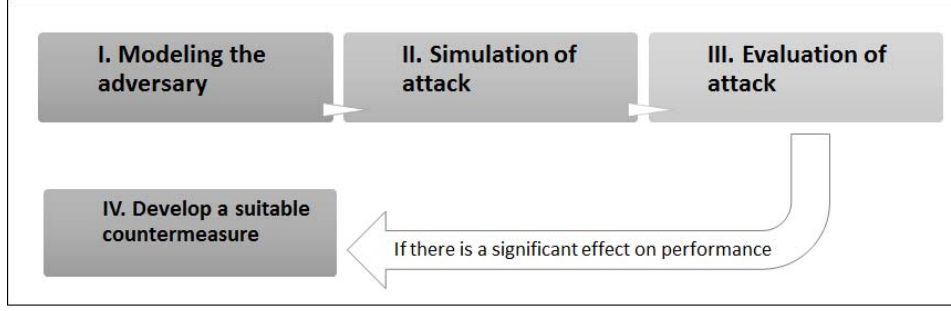 I. Modeling the
adversary
II. Simulation of
attack
III. Evaluation of
attack
IV. Develop a suitable
countermeasure
If there is a significant effect on performance